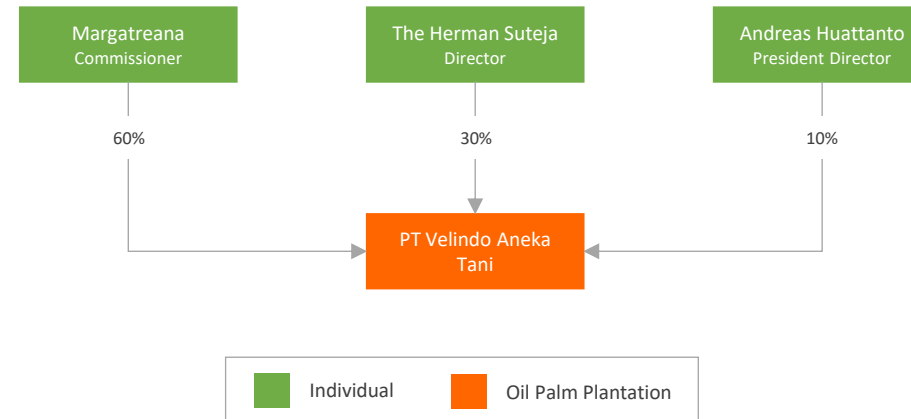 Margatreana
Commissioner
The Herman Suteja
Director
Andreas Huattanto
President Director
60%
30%
10%
PT Velindo Aneka
Tani
Individual
Oil Palm Plantation